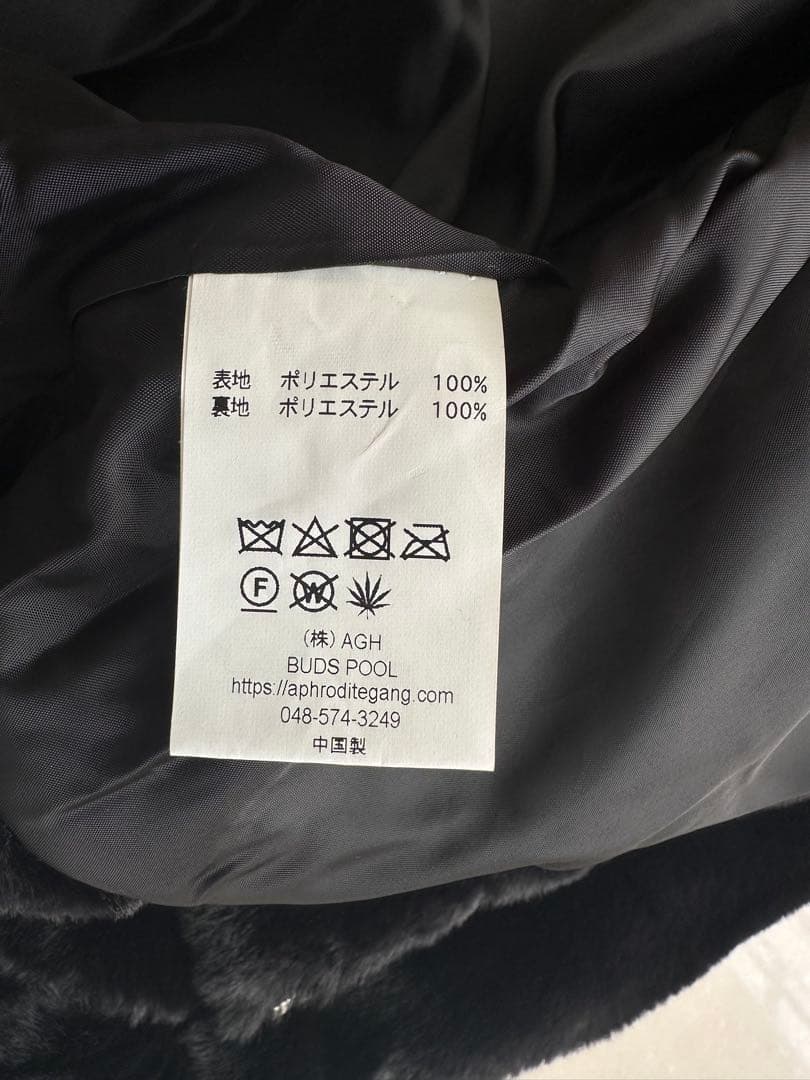 表地 ポリエステル 100%
裏地 ポリエステル 100%
F W
(株) AGH
BUDS POOL
https://aphroditegang.com
048-574-3249
中国製